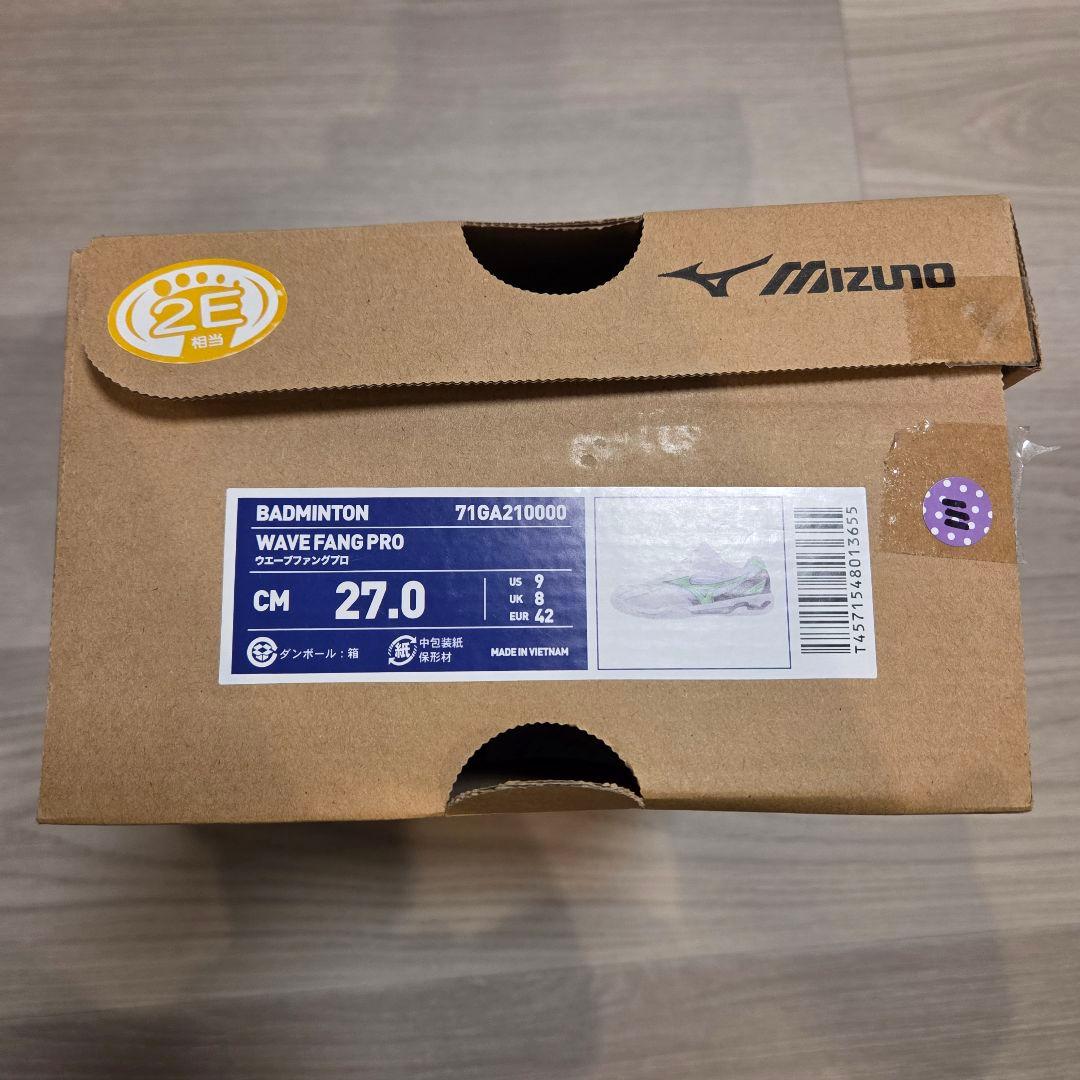 2E
相当
MIZUNO
BADMINTON 71GA210000
WAVE FANG PRO
ウエーブファングプロ
CM 27.0
US 9
UK 8
EUR 42
ダンボール：箱
紙 中包装紙
保形材
MADE IN VIETNAM
T4571548013655